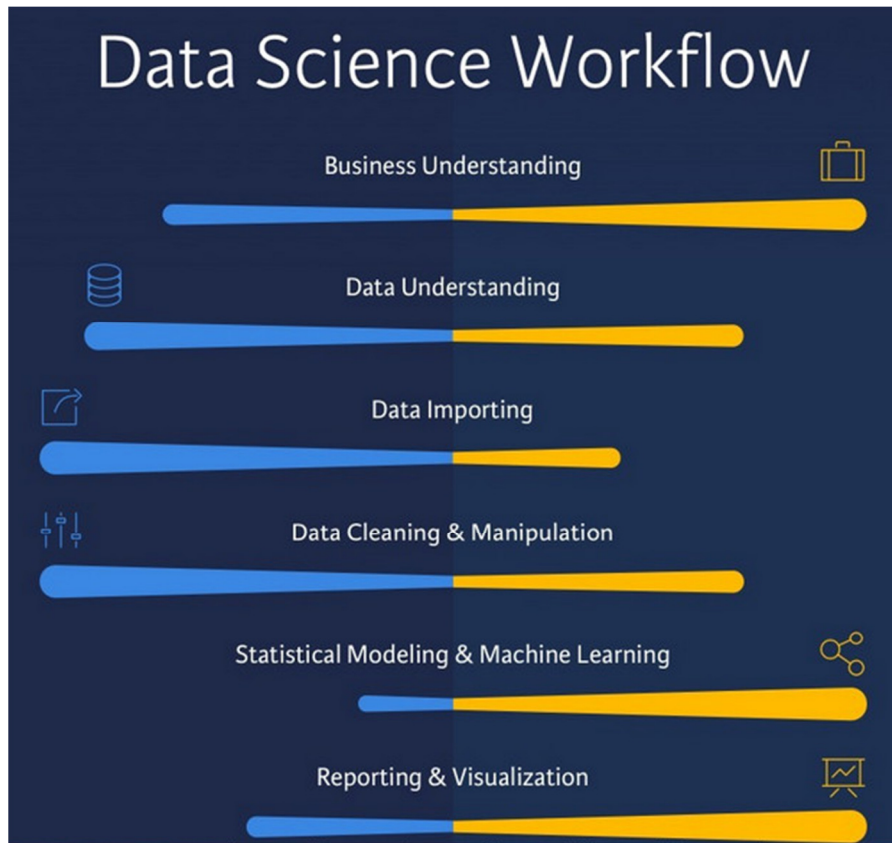 Data Science Workflow
Business Understanding
Data Understanding
Data Importing
Data Cleaning & Manipulation
Statistical Modeling & Machine Learning
Reporting & Visualization